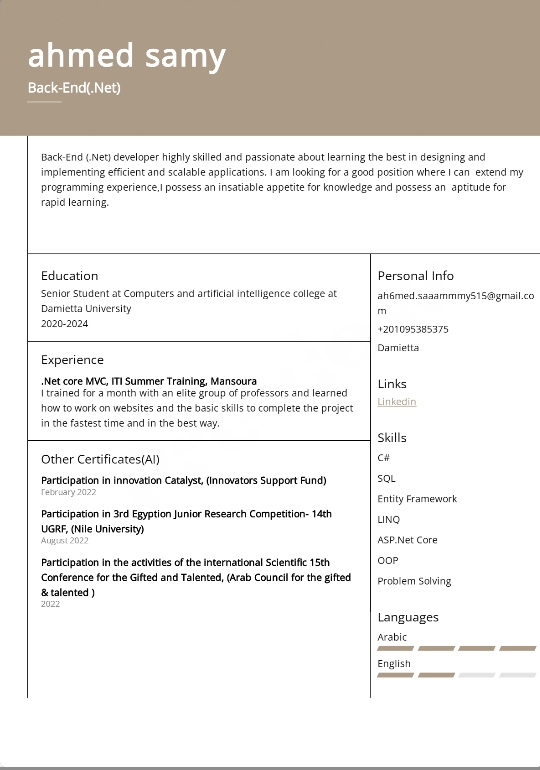 ahmed samy
Back-End(.Net)
Back-End (.Net) developer highly skilled and passionate about learning the best in designing and
implementing efficient and scalable applications. I am looking for a good position where I can extend my
programming experience,I possess an insatiable appetite for knowledge and possess an aptitude for
rapid learning.
Education
Senior Student at Computers and artificial intelligence college at
Damietta University
2020-2024
Experience
.Net core MVC, ITI Summer Training, Mansoura
I trained for a month with an elite group of professors and learned
how to work on websites and the basic skills to complete the project
in the fastest time and in the best way.
Other Certificates(AI)
Participation in innovation Catalyst, (Innovators Support Fund)
February 2022
Participation in 3rd Egyption Junior Research Competition- 14th
UGRF, (Nile University)
August 2022
Participation in the activities of the international Scientific 15th
Conference for the Gifted and Talented, (Arab Council for the gifted
& talented )
2022
Personal Info
ah6med.saaammmy515@gmail.co
m
+201095385375
Damietta
Links
Linkedin
Skills
C#
SQL
Entity Framework
LINQ
ASP.Net Core
OOP
Problem Solving
Languages
Arabic
English